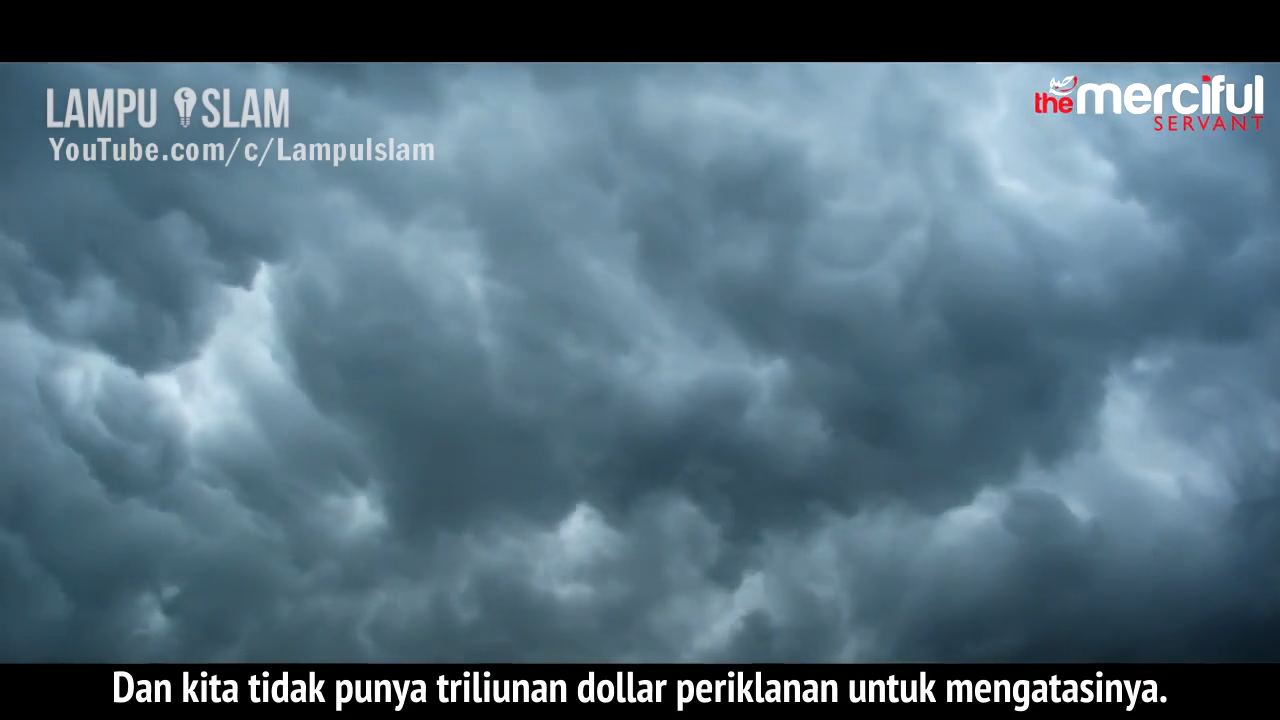 LAMPU ISLAM
YouTube.com/c/LampuIslam
the merciful
SERVANT
Dan kita tidak punya triliunan dollar periklanan untuk mengatasinya.